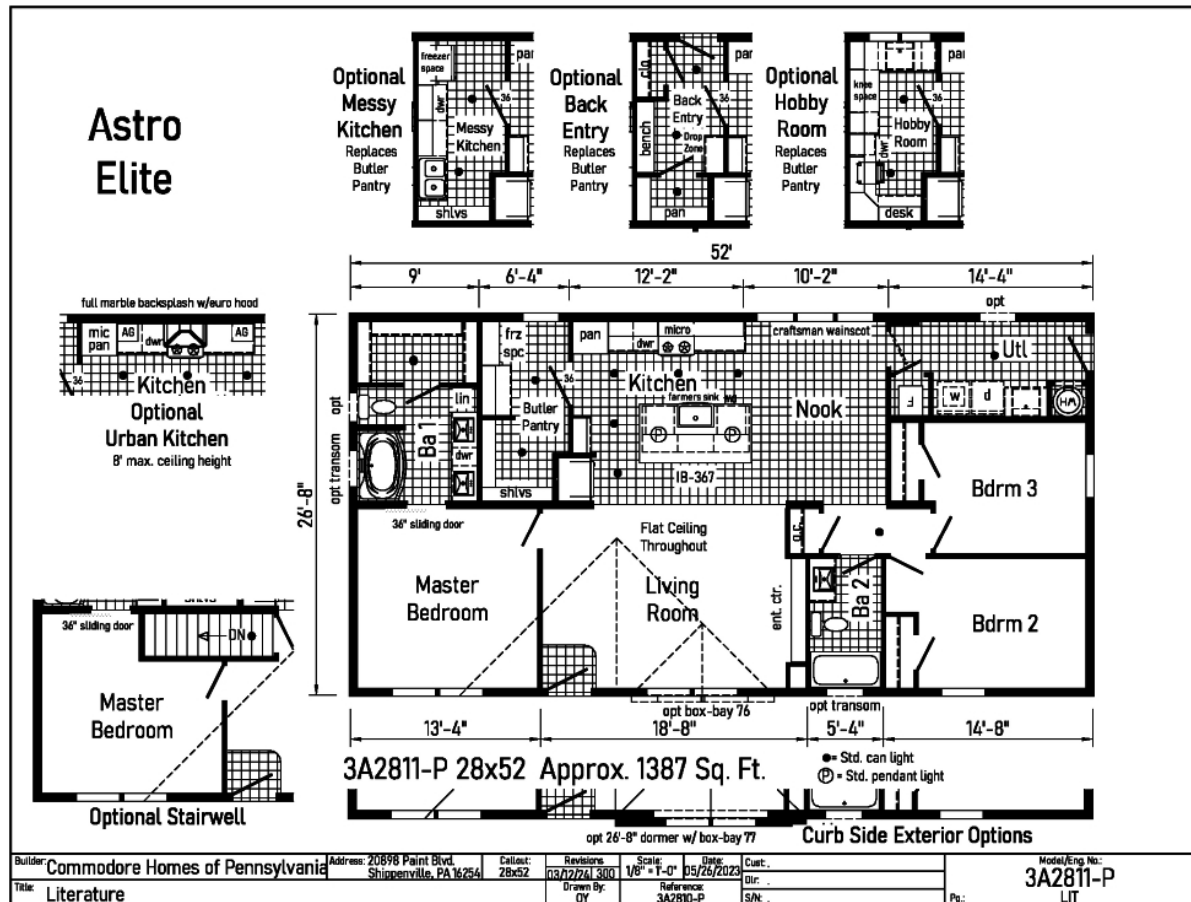 Astro
Elite
Optional
Messy
Kitchen
Replaces
Butler
Pantry
freezer
space
pan
36
dwr
Messy
Kitchen
shlvs
Optional
Back
Entry
Replaces
Butler
Pantry
clo
pan
36
Back
Entry
bench
Drop
Zone
pan
Optional
Hobby
Room
Replaces
Butler
Pantry
knee
space
pan
36
Hobby
Room
dwr
desk
52'
9'
6'-4"
12'-2"
10'-2"
14'-4"
opt
full marble backsplash w/euro hood
mic
pan
AG
dwr
AG
36
Kitchen
Optional
Urban Kitchen
8' max. ceiling height
26'-8"
opt
opt transom
frz
spc
pan
dwr
micro
craftsman wainscot
Utl
36
Kitchen
farmers sink
wg
Nook
F
W
D
WH
lin
Ba 1
dwr
Butler
Pantry
P
P
IB-367
shlvs
Bdrm 3
36" sliding door
Flat Ceiling
Throughout
o.c.
Master
Bedroom
Living
Room
ent. ctr.
Ba 2
Bdrm 2
opt box-bay 76
opt transom
13'-4"
18'-8"
5'-4"
14'-8"
shlvs
36" sliding door
DN
Master
Bedroom
Optional Stairwell
3A2811-P 28x52 Approx. 1387 Sq. Ft.
= Std. can light
P = Std. pendant light
opt 26'-8" dormer w/ box-bay 77
Curb Side Exterior Options
Builder: Commodore Homes of Pennsylvania
Address: 20898 Paint Blvd.
Shippenville, PA 16254
Callout:
28x52
Revisions
03/12/24 300
Scale:
1/8" = 1'-0"
Date:
05/26/2023
Cust.: .
Dlr: .
S/N: .
Model/Eng. No.:
3A2811-P
Title: Literature
Drawn By:
OY
Reference:
3A2810-P
Pg.: LIT